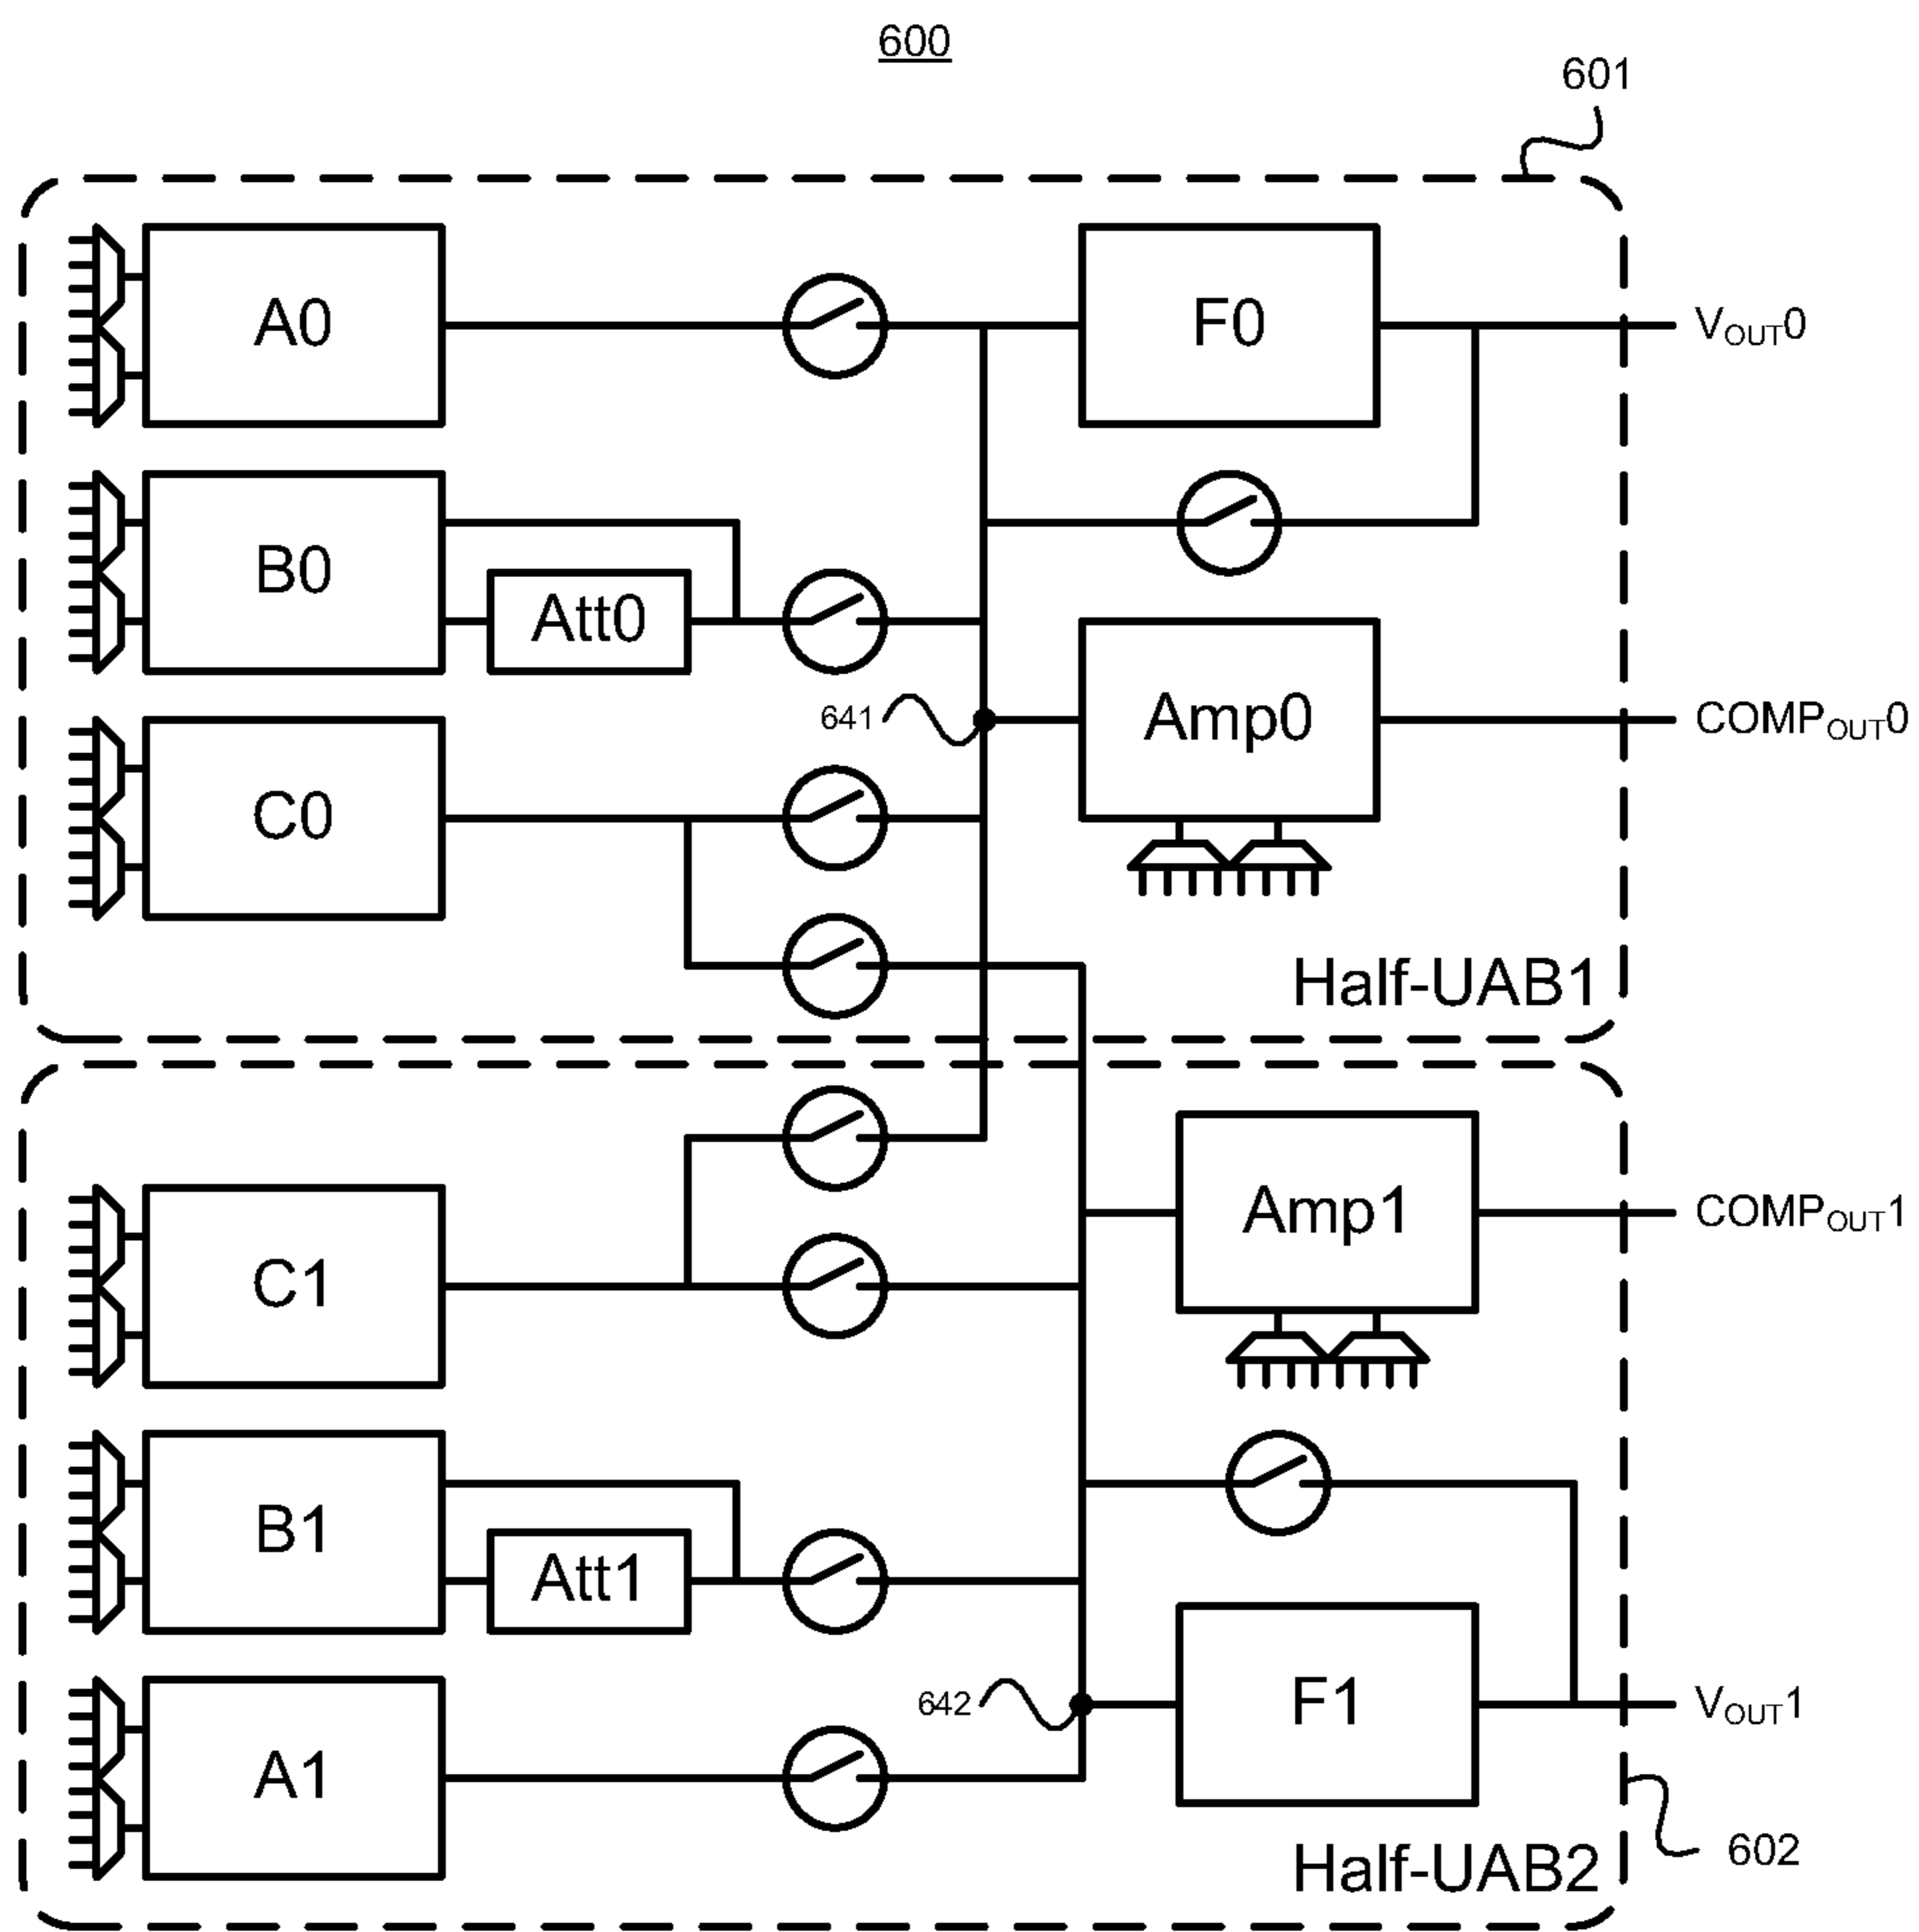 600
601
A0
F0
VOUT0
B0
Att0
641
Amp0
COMPOUT0
C0
Half-UAB1
C1
Amp1
COMPOUT1
B1
Att1
642
F1
VOUT1
A1
Half-UAB2
602